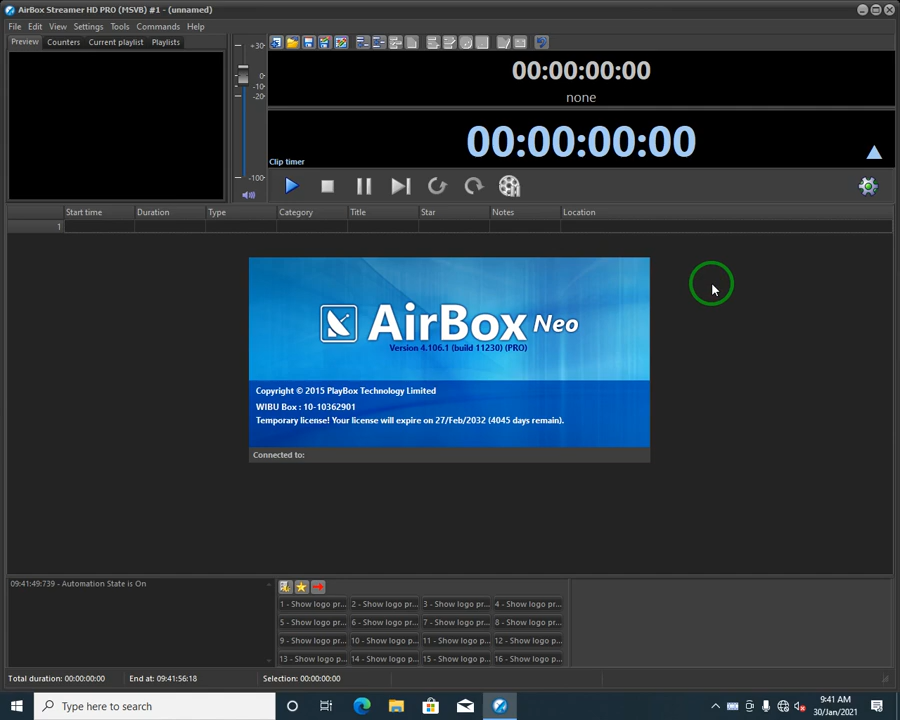 AirBox Streamer HD PRO (MSVB) #1 - (unnamed)
File Edit View Settings Tools Commands Help
Preview Counters Current playlist Playlists
+30
0
-10
-20
-100
00:00:00:00
none
00:00:00:00
Clip timer
Start time Duration Type Category Title Star Notes Location
1
AirBox Neo
Version 4.106.1 (build 11230) (PRO)
Copyright © 2015 PlayBox Technology Limited
WIBU Box : 10-10362901
Temporary license! Your license will expire on 27/Feb/2032 (4045 days remain).
Connected to:
09:41:49:739 - Automation State is On
1 - Show logo pr... 2 - Show logo pr... 3 - Show logo pr... 4 - Show logo pr...
5 - Show logo pr... 6 - Show logo pr... 7 - Show logo pr... 8 - Show logo pr...
9 - Show logo pr... 10 - Show logo p... 11 - Show logo p... 12 - Show logo p...
13 - Show logo p... 14 - Show logo p... 15 - Show logo p... 16 - Show logo p...
Total duration: 00:00:00:00 End at: 09:41:56:18 Selection: 00:00:00:00
Type here to search
9:41 AM
30/Jan/2021